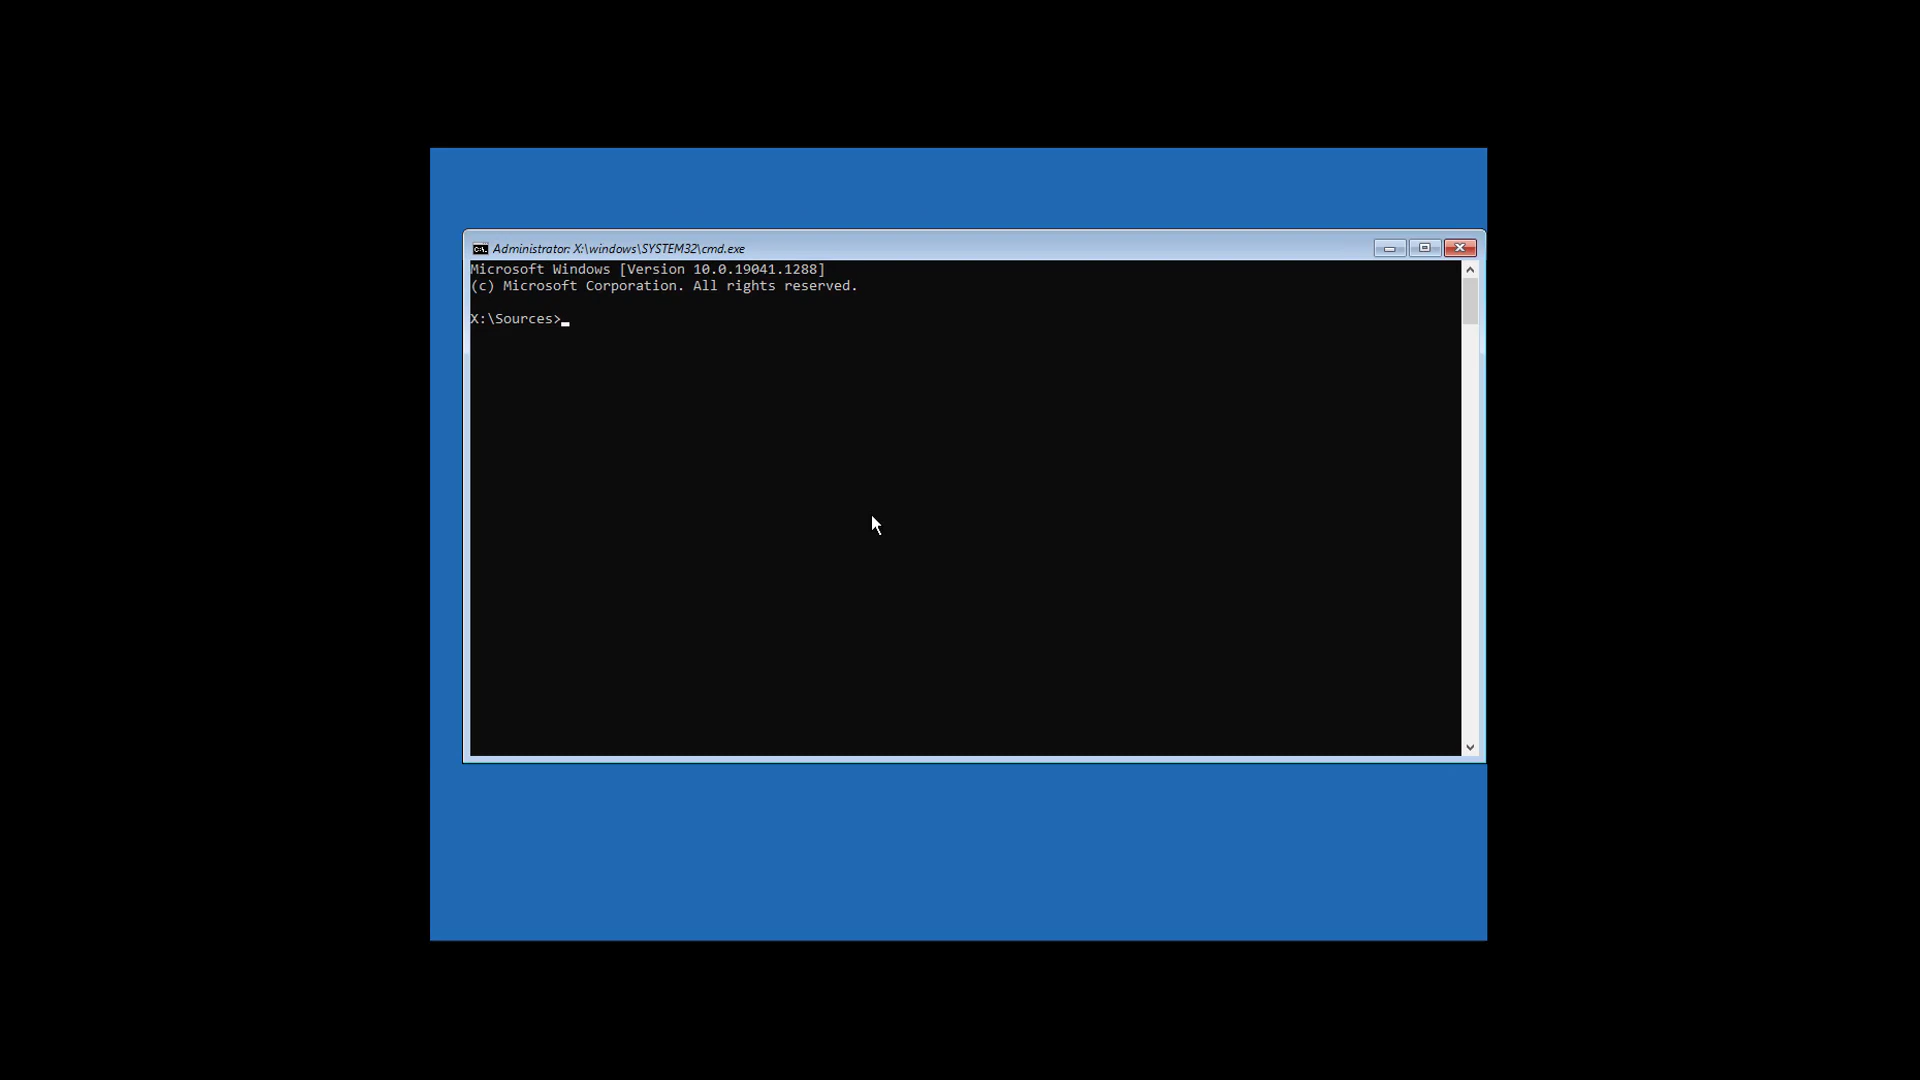 Administrator: X:\windows\SYSTEM32\cmd.exe
Microsoft Windows [Version 10.0.19041.1288]
(c) Microsoft Corporation. All rights reserved.
X:\Sources>